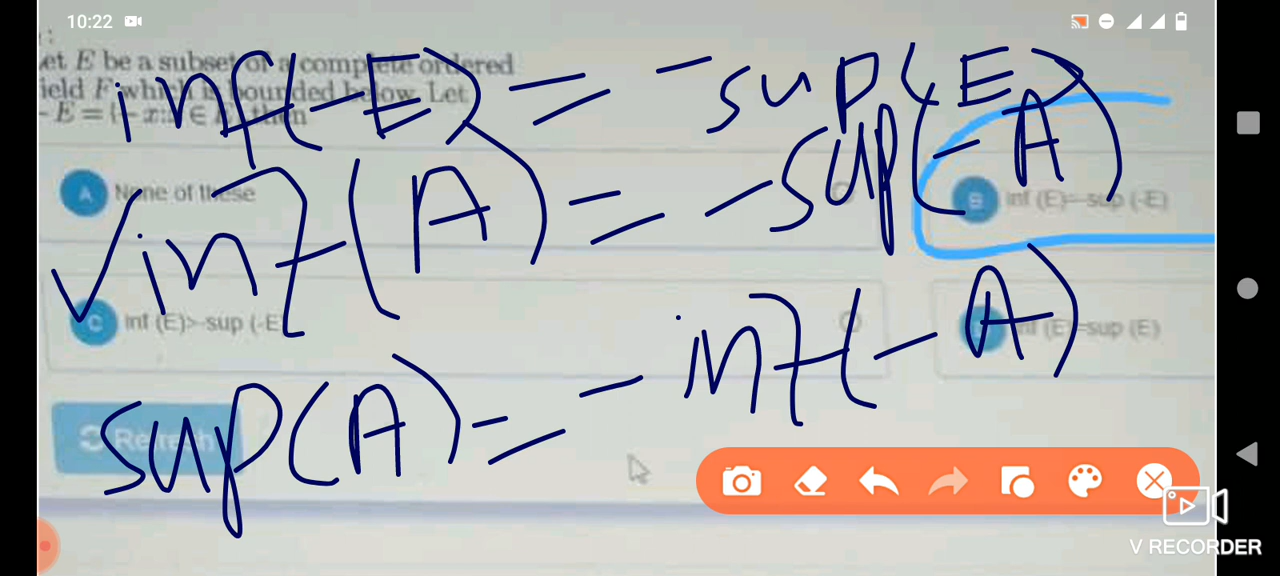 10:22
et E be a subset of a complete ordered
ield F which is bounded below. Let
- E = {- x: x ∈ E}, then
inf(-E) = -sup(E)
A None of these
B inf (E)=-sup (-E)
√ inf(A) = -sup(-A)
C inf (E)>-sup (-E)
inf (E)=sup (E)
sup(A) = - inf(-A)
Refresh
V RECORDER